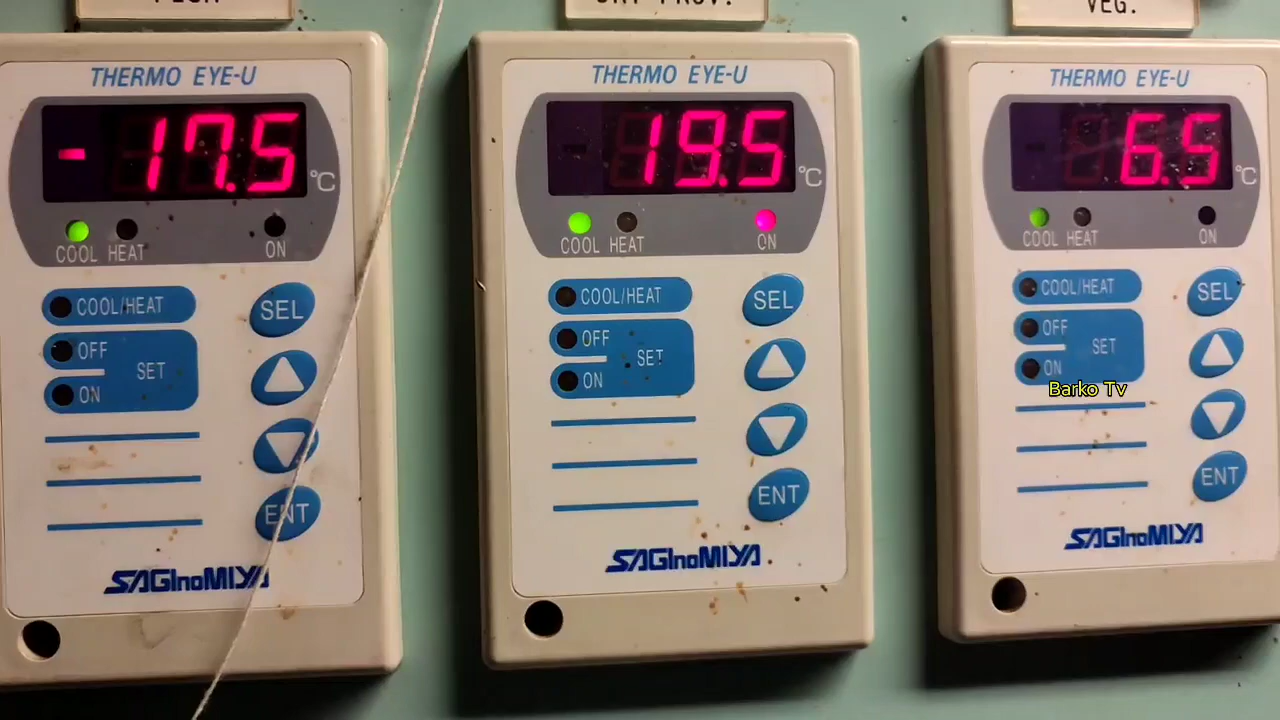 VEG.
THERMO EYE-U
-17.5 °C
COOL HEAT ON
COOL/HEAT
OFF
SET
ON
SEL
ENT
SAGInoMIYA
THERMO EYE-U
19.5 °C
COOL HEAT ON
COOL/HEAT
OFF
SET
ON
SEL
ENT
SAGInoMIYA
THERMO EYE-U
6.5 °C
COOL HEAT ON
COOL/HEAT
OFF
SET
ON
SEL
ENT
Barko Tv
SAGInoMIYA